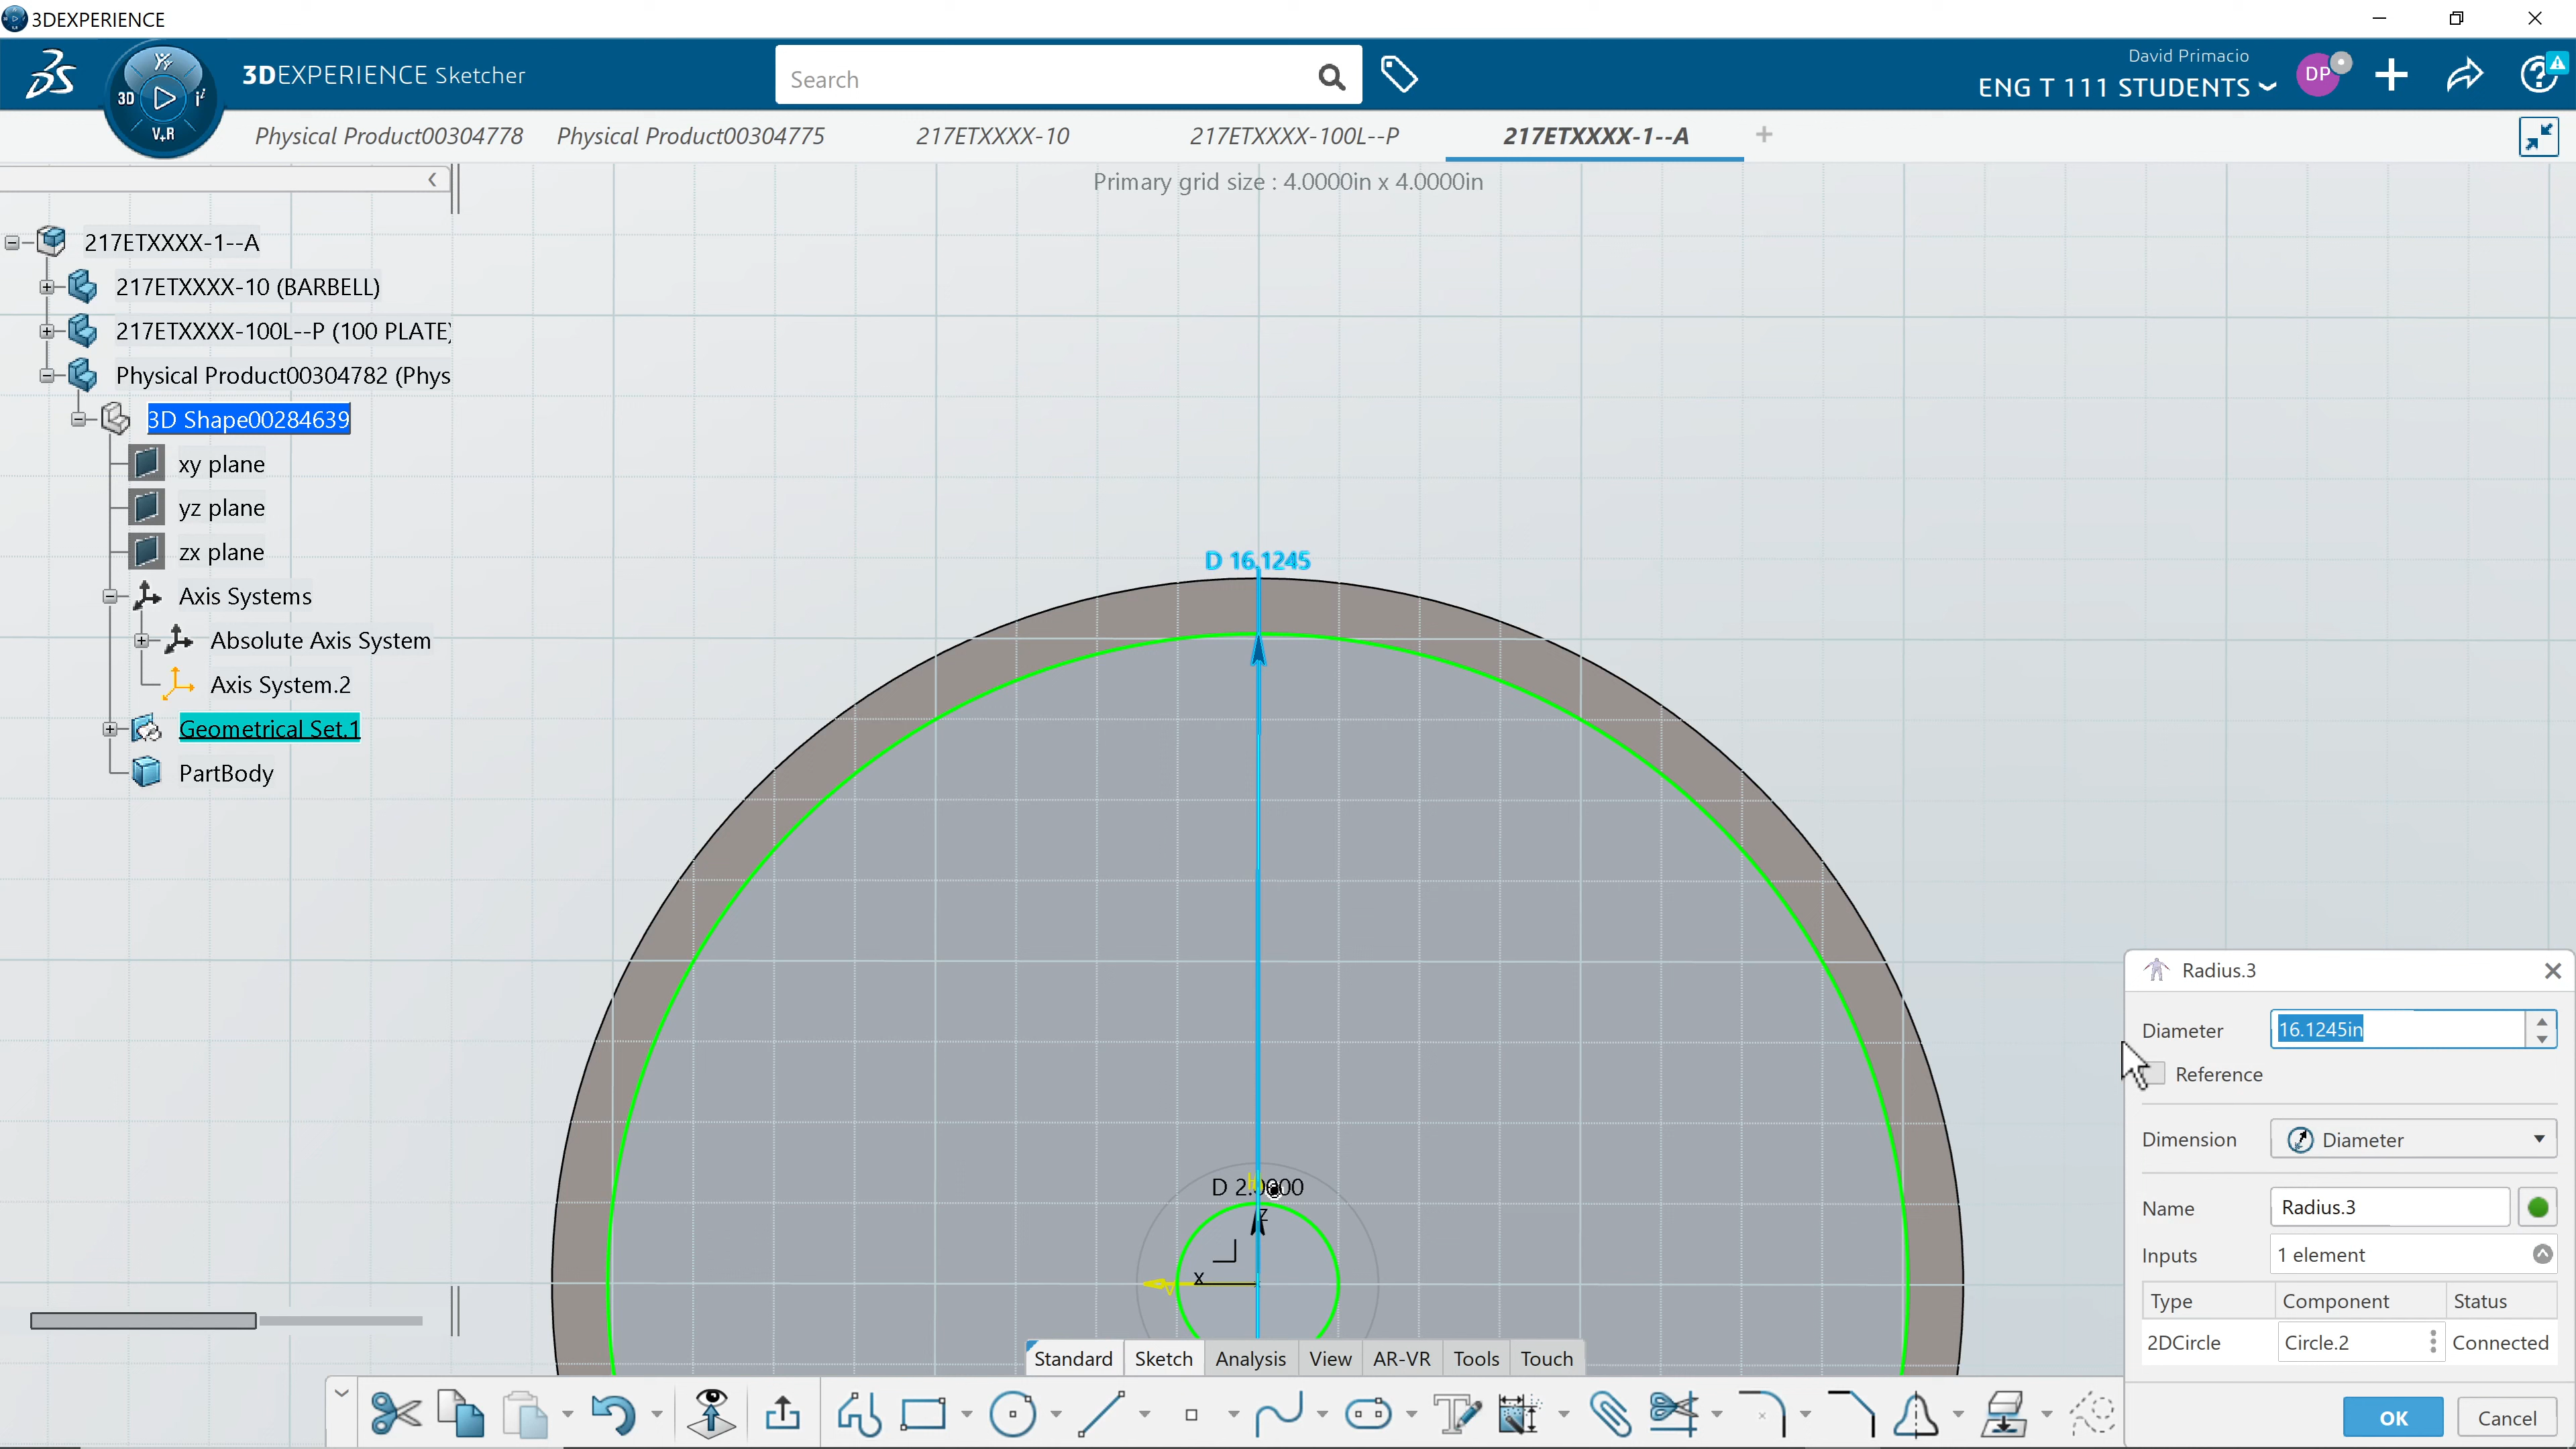 3DEXPERIENCE
3DEXPERIENCE Sketcher
Search
David Primacio
ENG T 111 STUDENTS
DP
3D
V+R
Physical Product00304778
Physical Product00304775
217ETXXXX-10
217ETXXXX-100L--P
217ETXXXX-1--A
Primary grid size : 4.0000in x 4.0000in
217ETXXXX-1--A
217ETXXXX-10 (BARBELL)
217ETXXXX-100L--P (100 PLATE)
Physical Product00304782 (Phys
3D Shape00284639
xy plane
yz plane
zx plane
Axis Systems
Absolute Axis System
Axis System.2
Geometrical Set.1
PartBody
D 16.1245
D 2.0000
Z
X
V
Radius.3
Diameter 16.1245in
Reference
Dimension Diameter
Name Radius.3
Inputs 1 element
Type Component Status
2DCircle Circle.2 Connected
OK Cancel
Standard Sketch Analysis View AR-VR Tools Touch